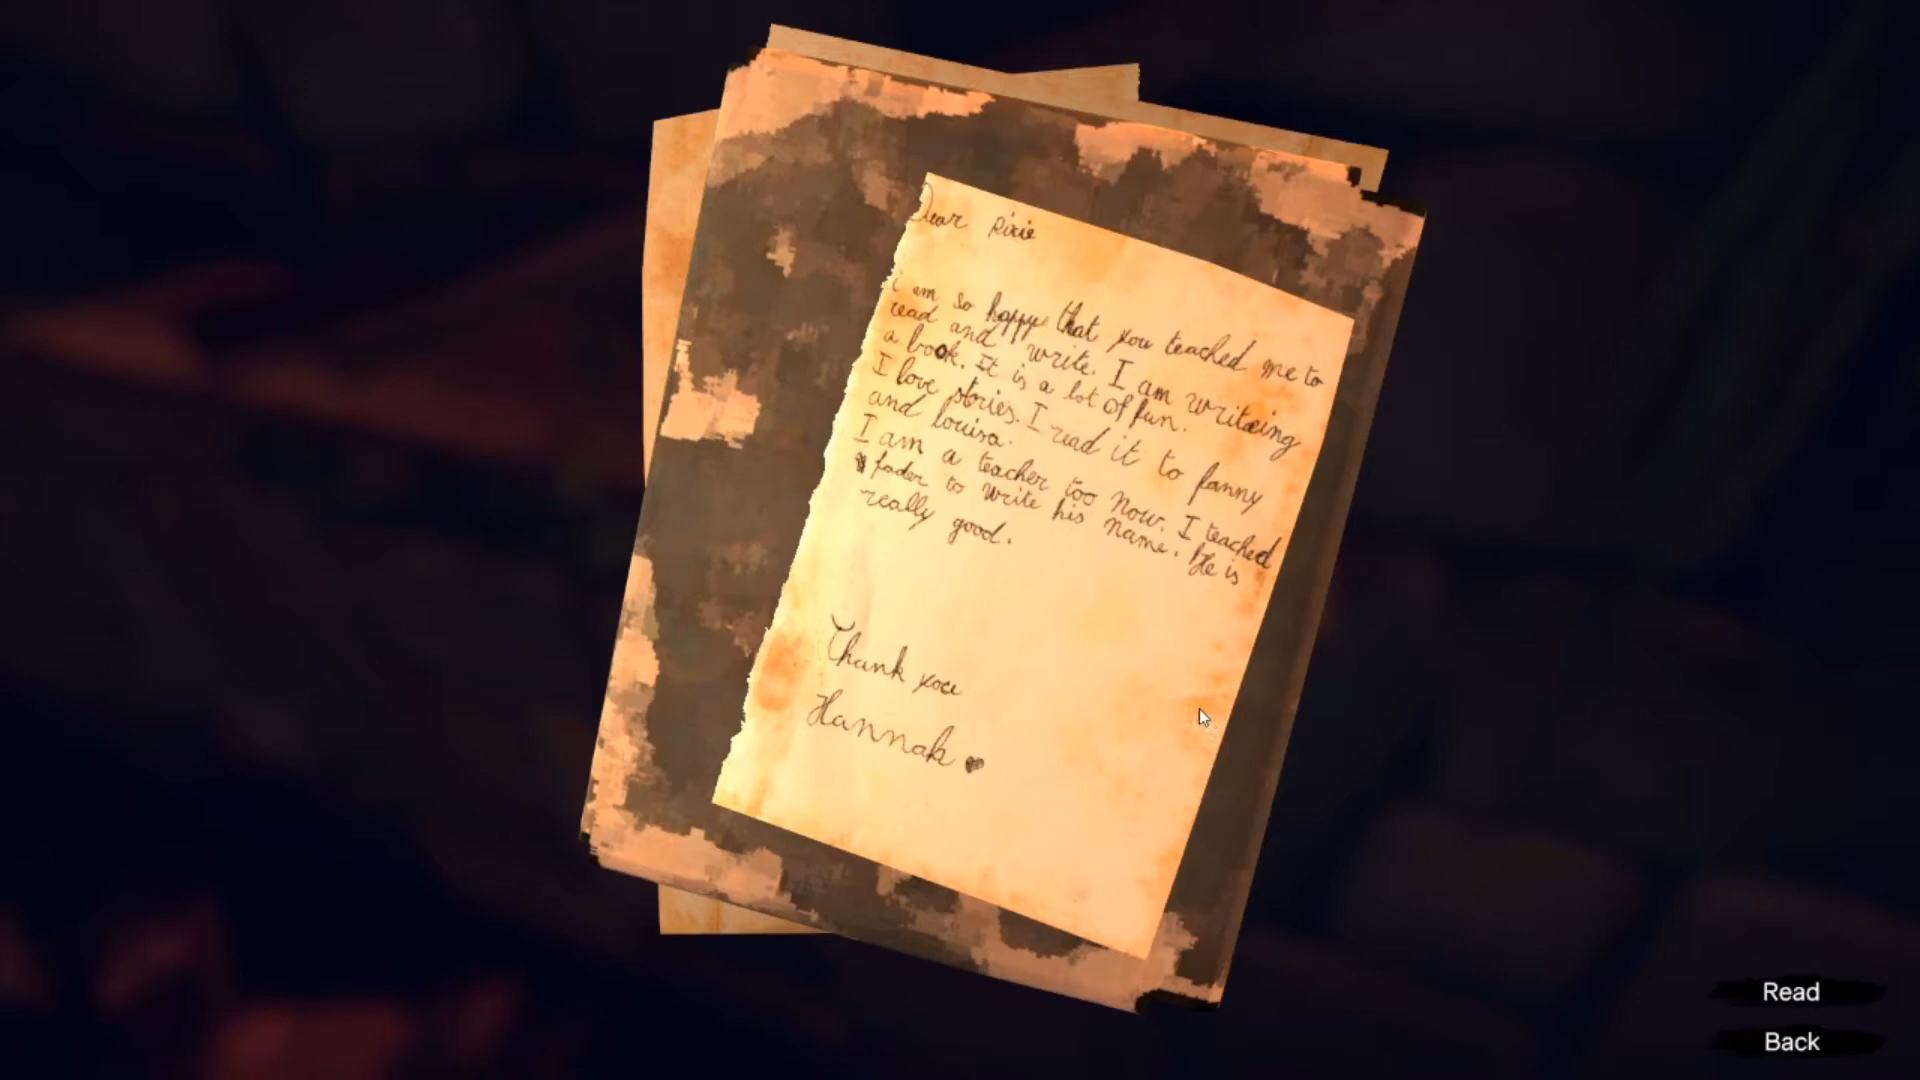 Dear Pixie
i am so happy that you teached me to
read and write. I am writeing
a book. It is a lot of fun.
I love stories. I read it to fanny
and louisa.
I am a teacher too now. I teached
fader to write his name. He is
really good.
Thank you
Hannah ♥
Read
Back